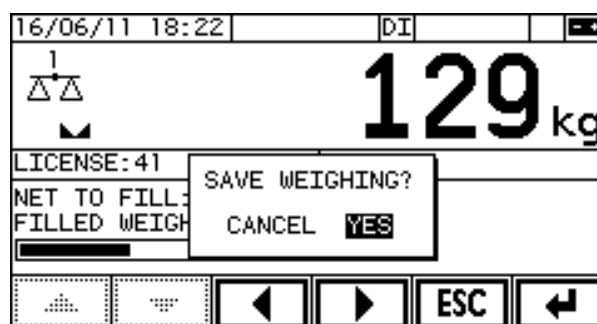 16/06/11 18:22 DI
1
129 kg
LICENSE:41
SAVE WEIGHING?
NET TO FILL:
FILLED WEIGH
CANCEL YES
ESC